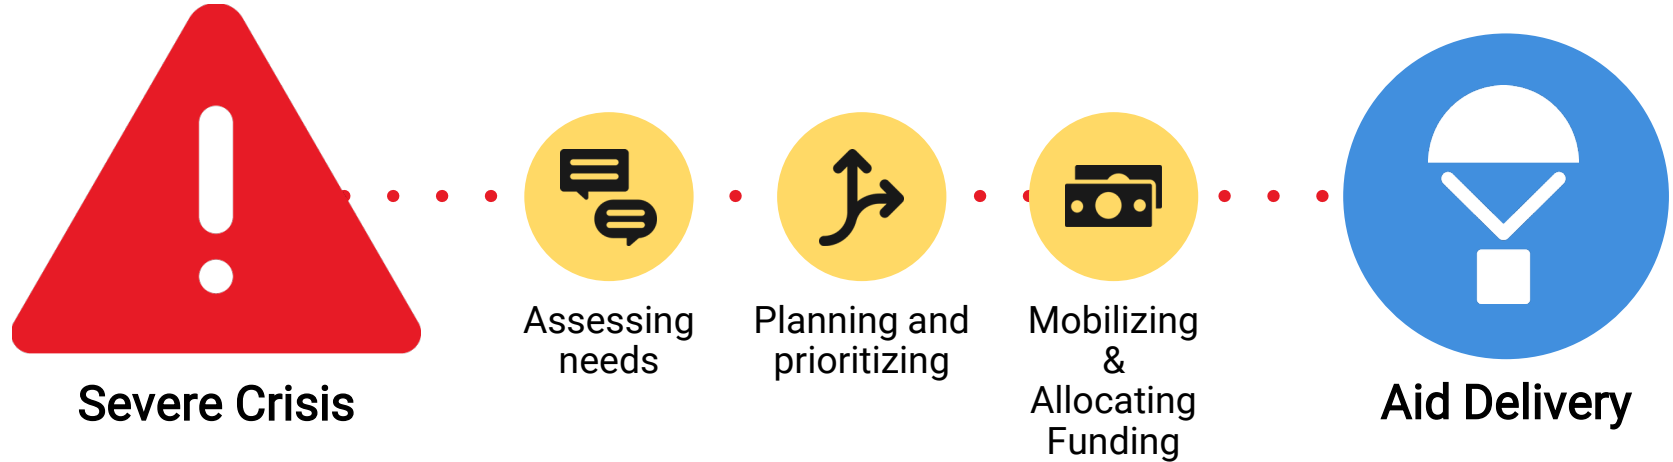 Assessing
needs
Planning and
prioritizing
Mobilizing
&
Allocating
Funding
Severe Crisis
Aid Delivery